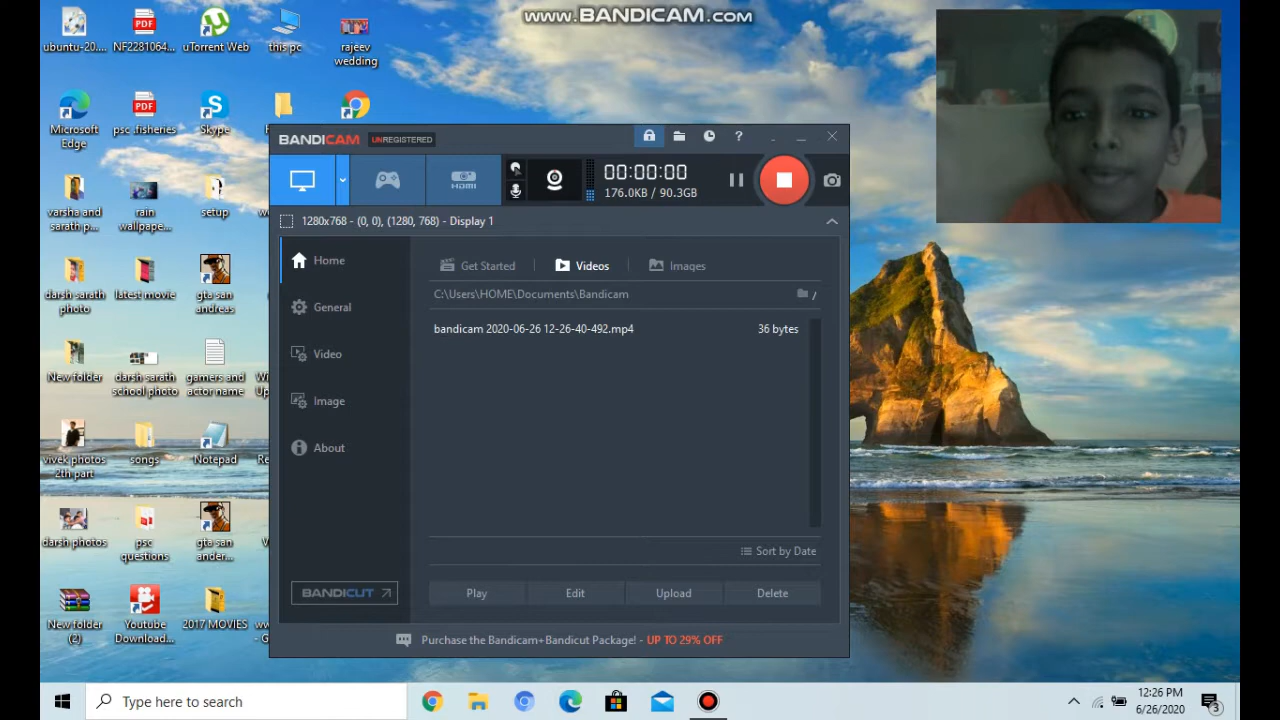 www.BANDICAM.com
ubuntu-20....
NF2281064...
uTorrent Web
this pc
rajeev
wedding
Microsoft
Edge
psc .fisheries
Skype
varsha and
sarath p...
rain
wallpape...
setup
darsh sarath
photo
latest movie
gta san
andreas
New folder
darsh sarath
school photo
gamers and
actor name
vivek photos
2th part
songs
Notepad
darsh photos
psc
questions
gta san
ander...
New folder
(2)
Youtube
Download...
2017 MOVIES
BANDICAM UNREGISTERED
?
HDMI
00:00:00
176.0KB / 90.3GB
1280x768 - (0, 0), (1280, 768) - Display 1
Home
General
Video
Image
About
BANDICUT
Get Started
Videos
Images
C:\Users\HOME\Documents\Bandicam
bandicam 2020-06-26 12-26-40-492.mp4 36 bytes
Sort by Date
Play Edit Upload Delete
Purchase the Bandicam+Bandicut Package! - UP TO 29% OFF
Type here to search
12:26 PM
6/26/2020
3